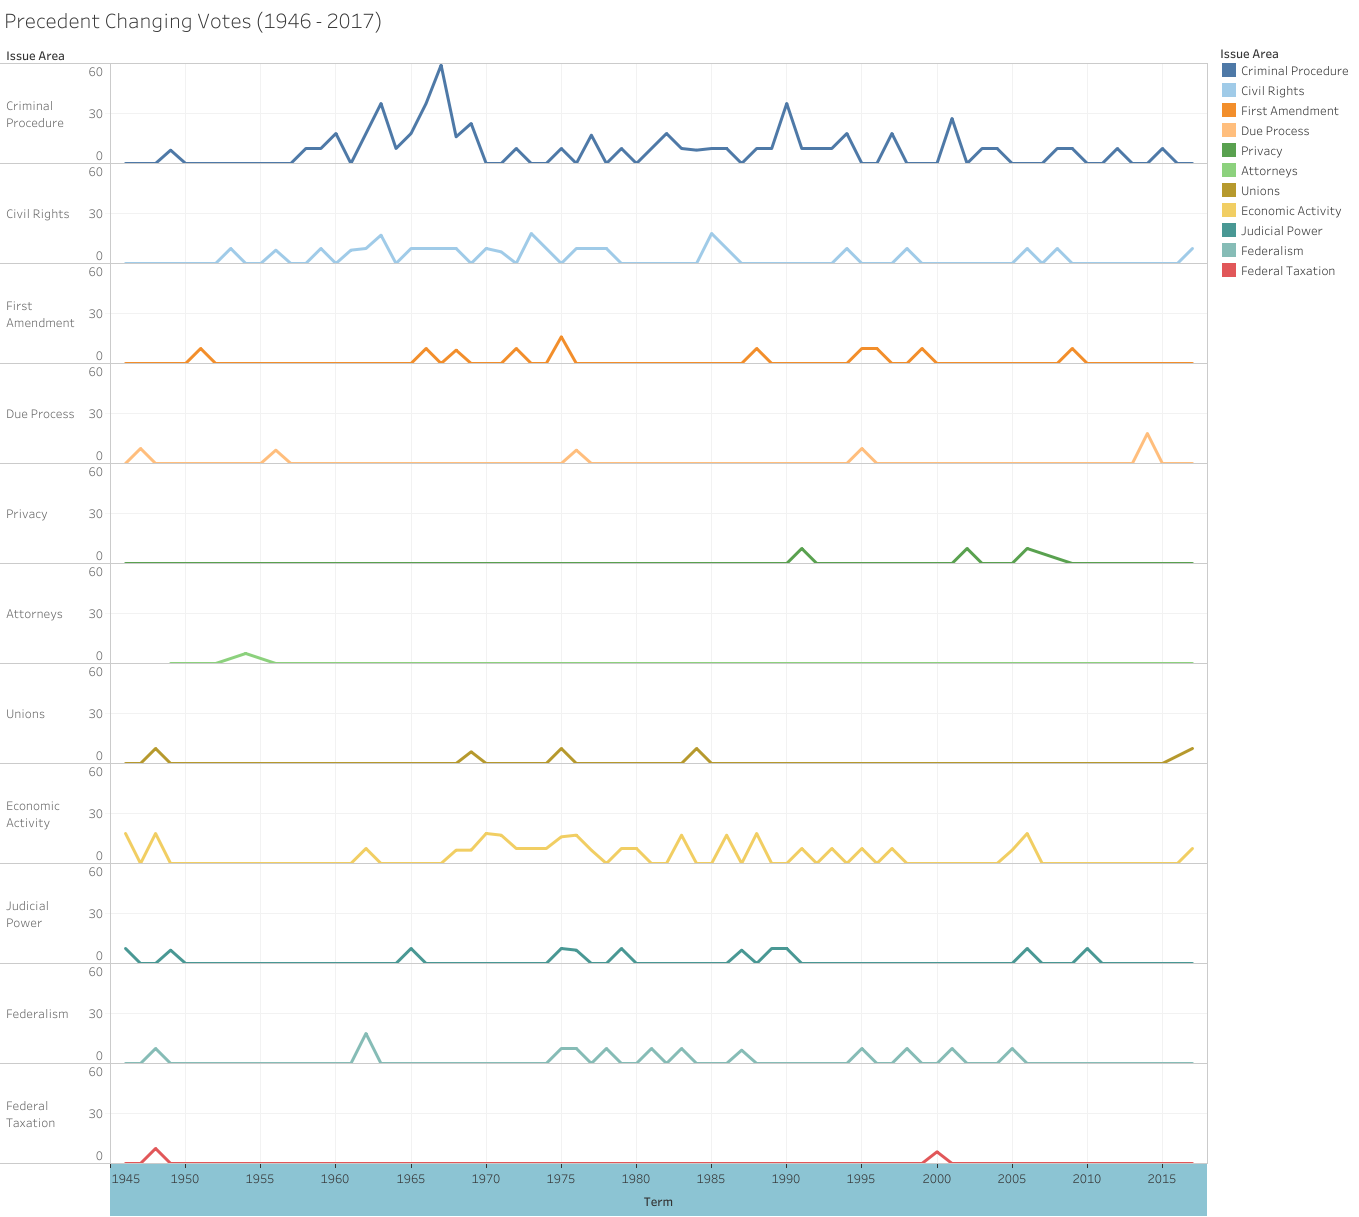 Precedent Changing Votes (1946 - 2017)
Issue Area
Criminal
Procedure
60
30
0
Civil Rights
60
30
0
First
Amendment
60
30
0
Due Process
60
30
0
Privacy
60
30
0
Attorneys
60
30
0
Unions
60
30
0
Economic
Activity
60
30
0
Judicial
Power
60
30
0
Federalism
60
30
0
Federal
Taxation
60
30
0
1945 1950 1955 1960 1965 1970 1975 1980 1985 1990 1995 2000 2005 2010 2015
Term
Issue Area
Criminal Procedure
Civil Rights
First Amendment
Due Process
Privacy
Attorneys
Unions
Economic Activity
Judicial Power
Federalism
Federal Taxation